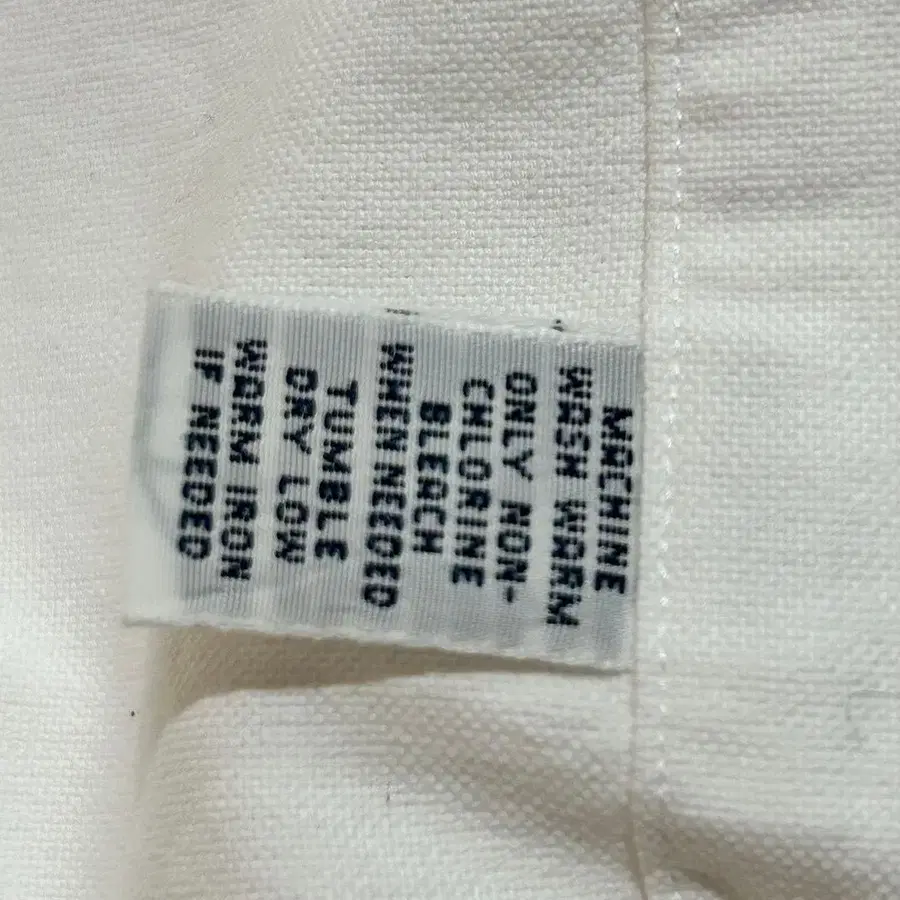 MACHINE
WASH WARM
ONLY NON-
CHLORINE
BLEACH
WHEN NEEDED
TUMBLE
DRY LOW
WARM IRON
IF NEEDED